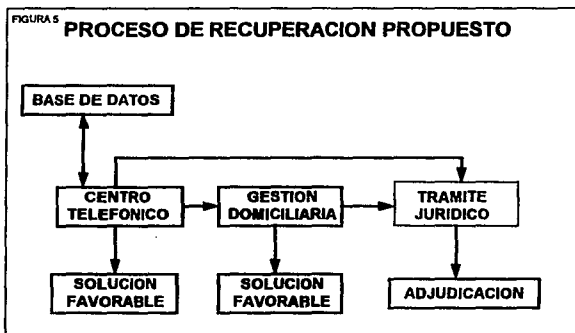 FIGURA 5
PROCESO DE RECUPERACION PROPUESTO
BASE DE DATOS
CENTRO
TELEFONICO
GESTION
DOMICILIARIA
TRAMITE
JURIDICO
SOLUCION
FAVORABLE
SOLUCION
FAVORABLE
ADJUDICACION